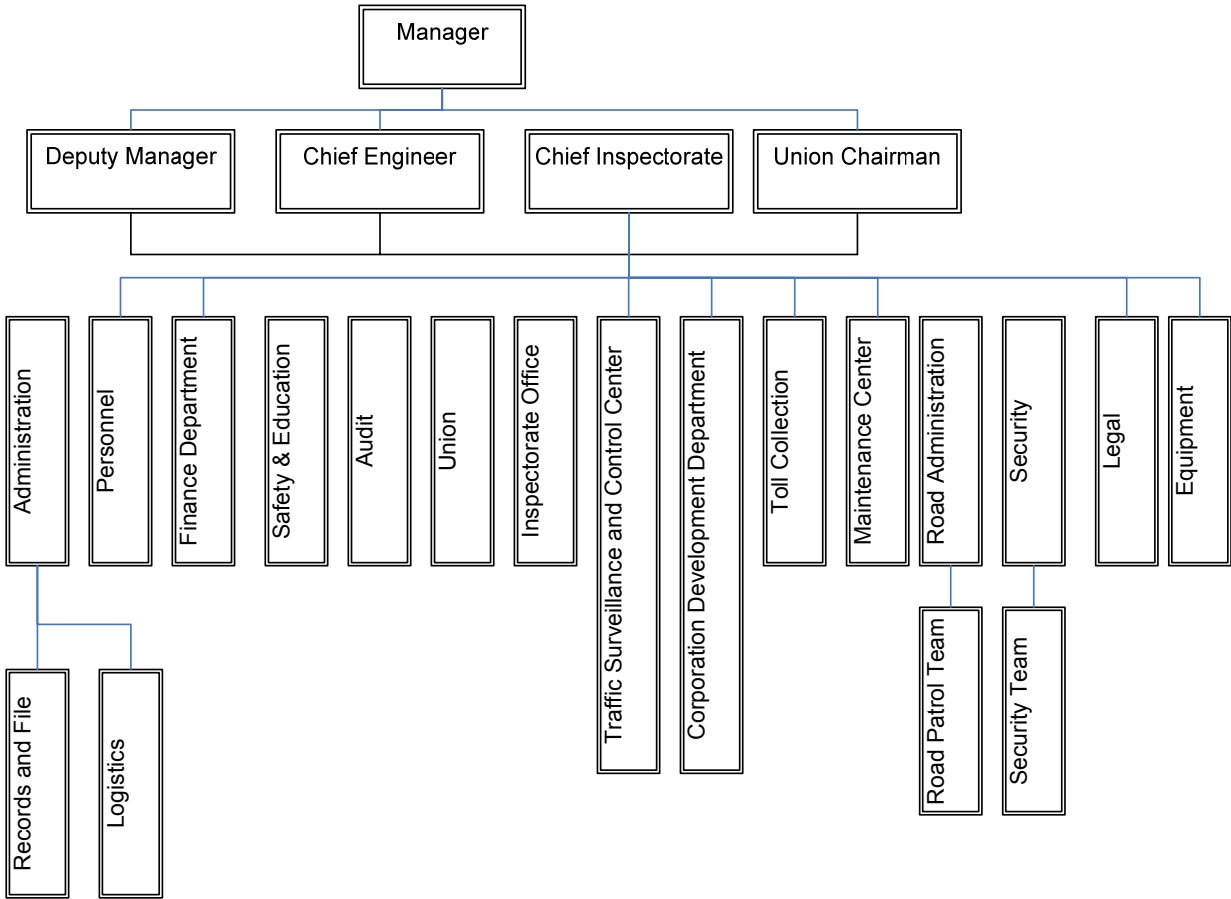 Manager
Deputy Manager
Chief Engineer
Chief Inspectorate
Union Chairman
Administration
Personnel
Finance Department
Safety & Education
Audit
Union
Inspectorate Office
Traffic Surveillance and Control Center
Corporation Development Department
Toll Collection
Maintenance Center
Road Administration
Security
Legal
Equipment
Records and File
Logistics
Road Patrol Team
Security Team